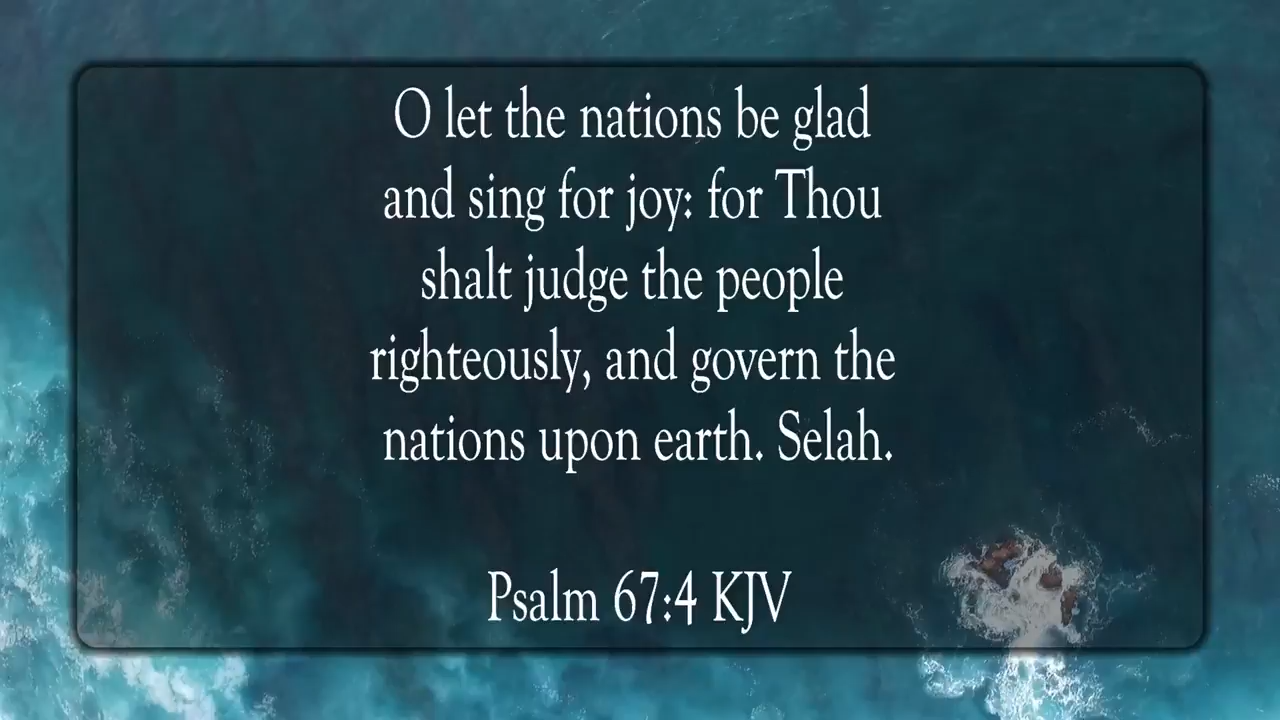 O let the nations be glad
and sing for joy: for Thou
shalt judge the people
righteously, and govern the
nations upon earth. Selah.
Psalm 67:4 KJV